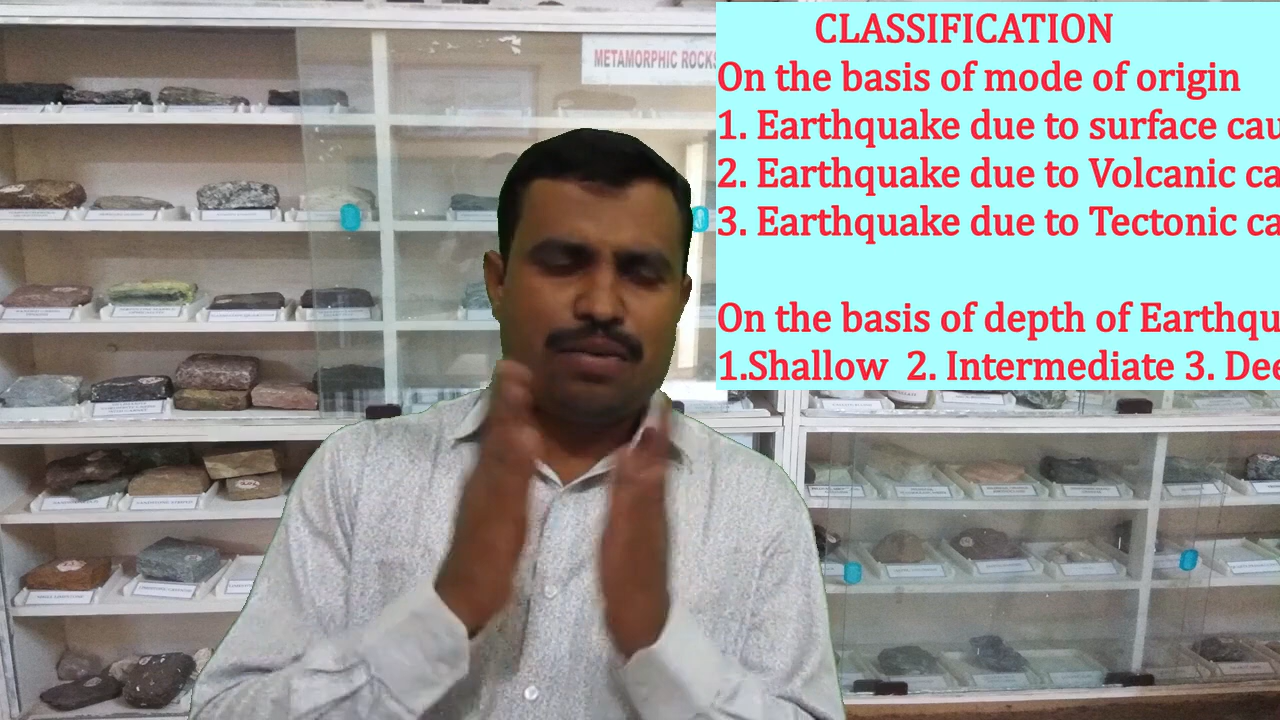 METAMORPHIC ROCKS
CLASSIFICATION
On the basis of mode of origin
1. Earthquake due to surface cau
2. Earthquake due to Volcanic ca
3. Earthquake due to Tectonic ca
On the basis of depth of Earthqu
1.Shallow 2. Intermediate 3. Dee